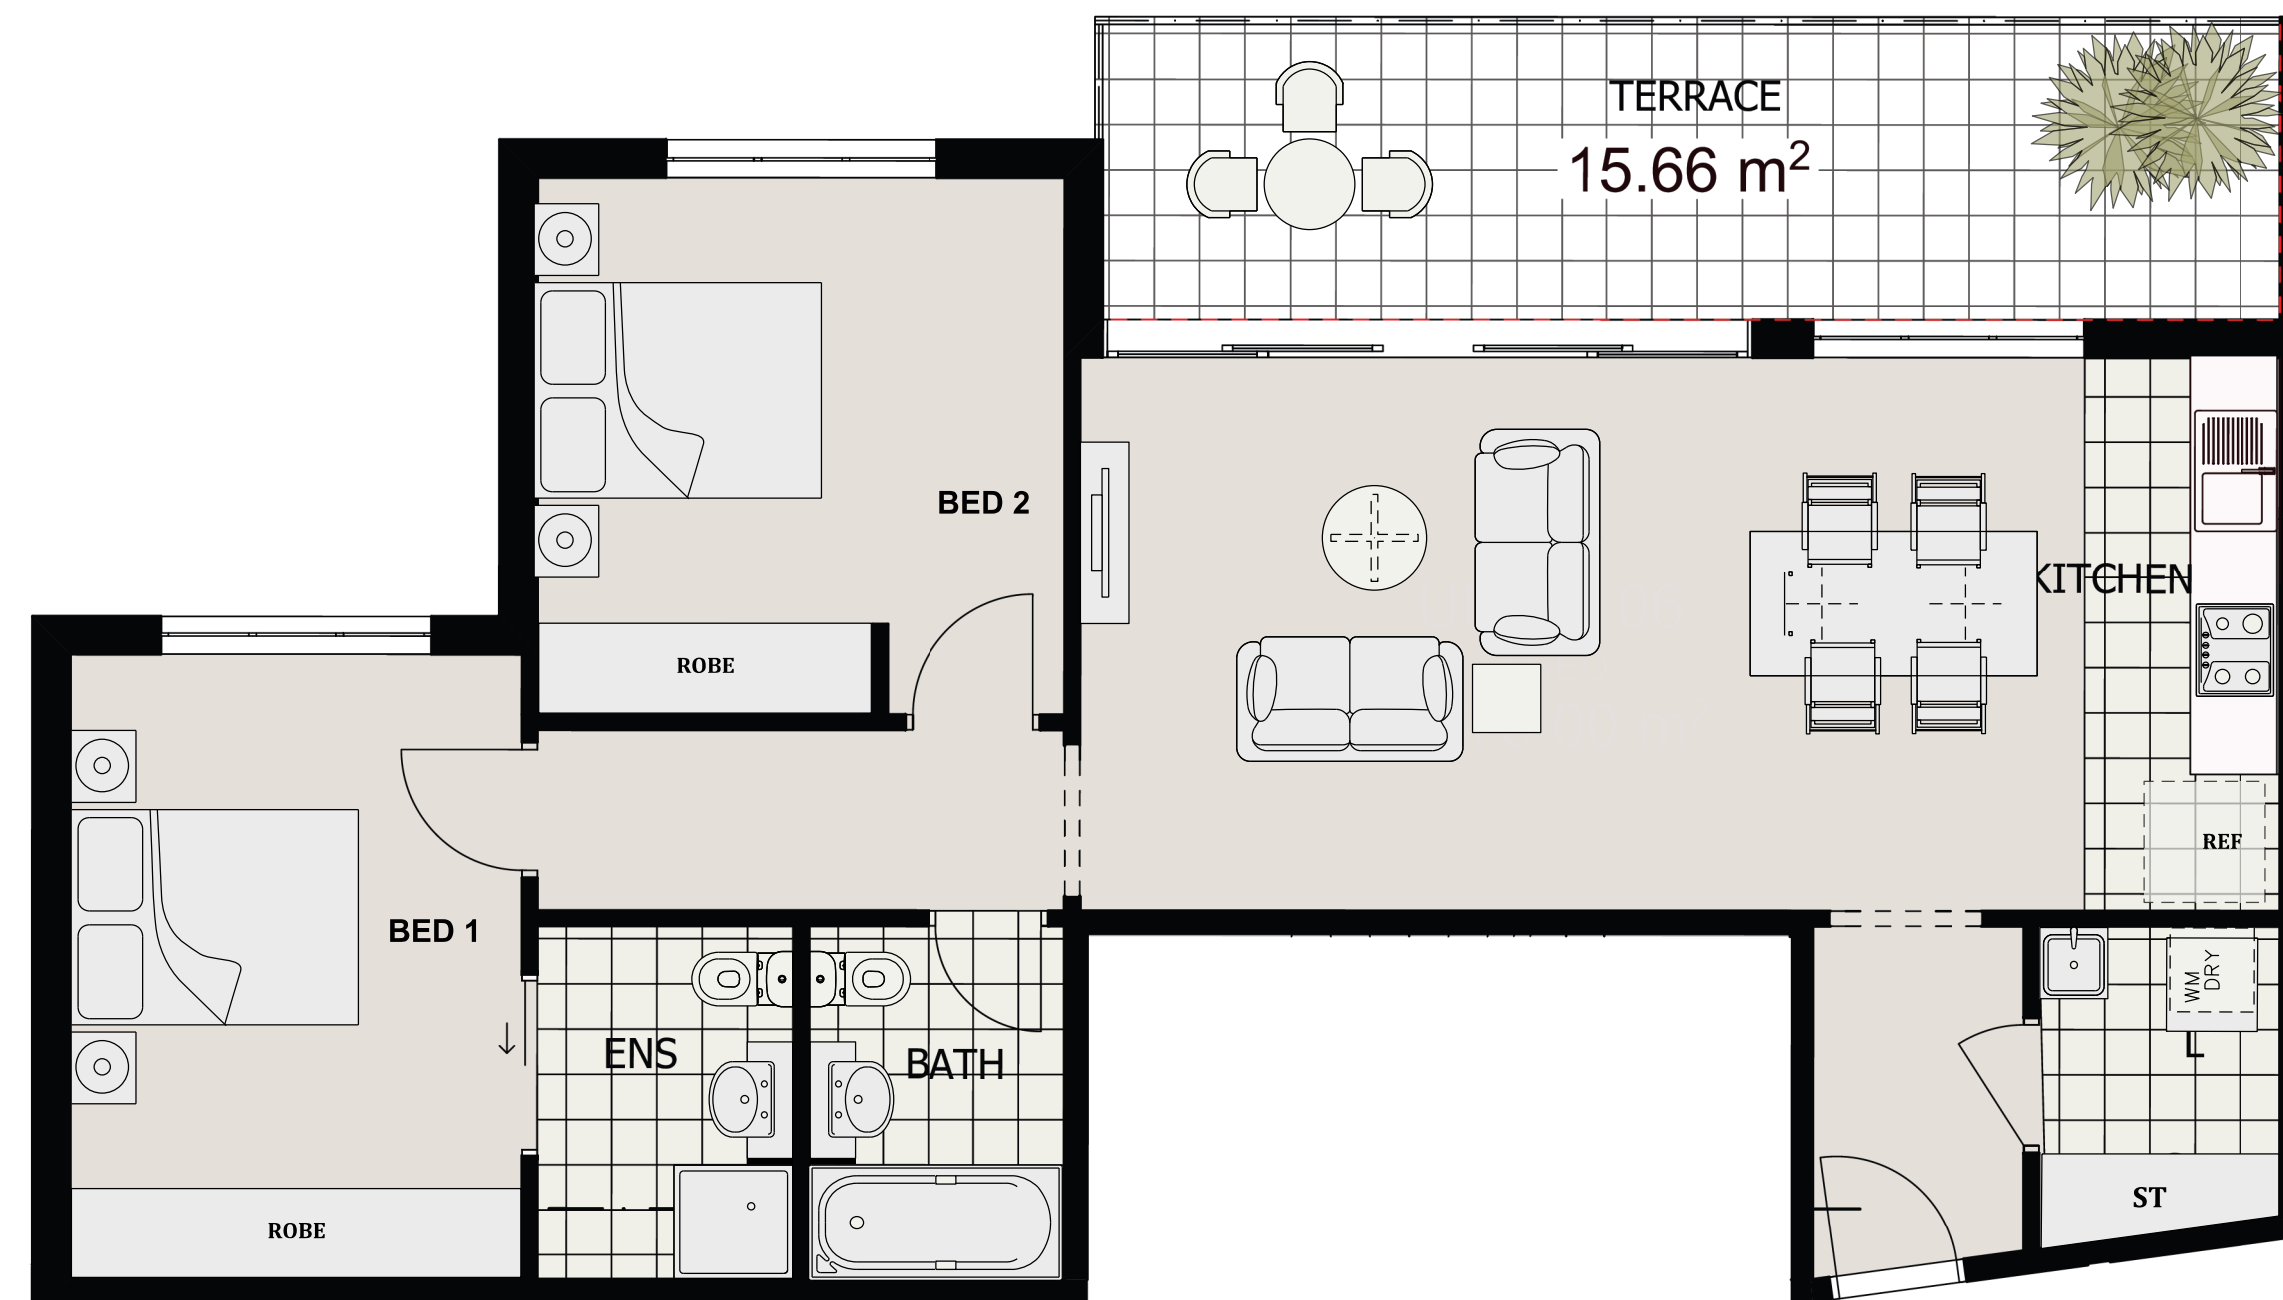 TERRACE
15.66 m²
BED 2
KITCHEN
ROBE
REF
BED 1
WM
DRY
L
ENS
BATH
ST
ROBE